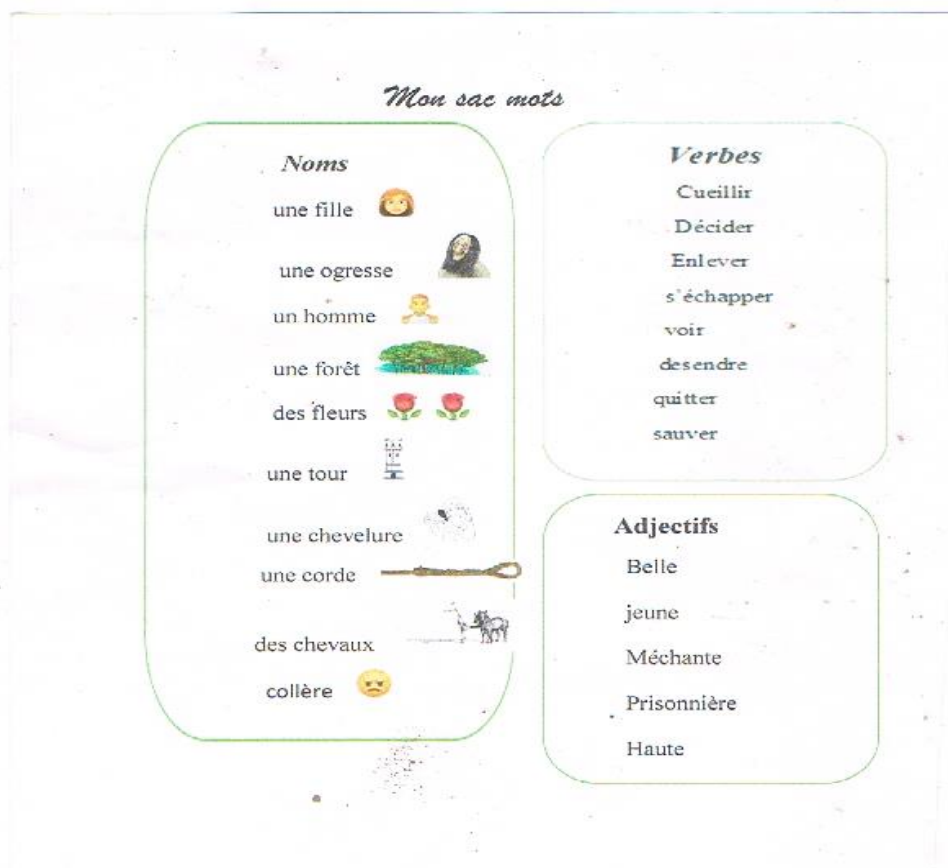 Mon sac mots
Noms
une fille
une ogresse
un homme
une forêt
des fleurs
une tour
une chevelure
une corde
des chevaux
collère
Verbes
Cueillir
Décider
Enlever
s'échapper
voir
desendre
quitter
sauver
Adjectifs
Belle
jeune
Méchante
Prisonnière
Haute